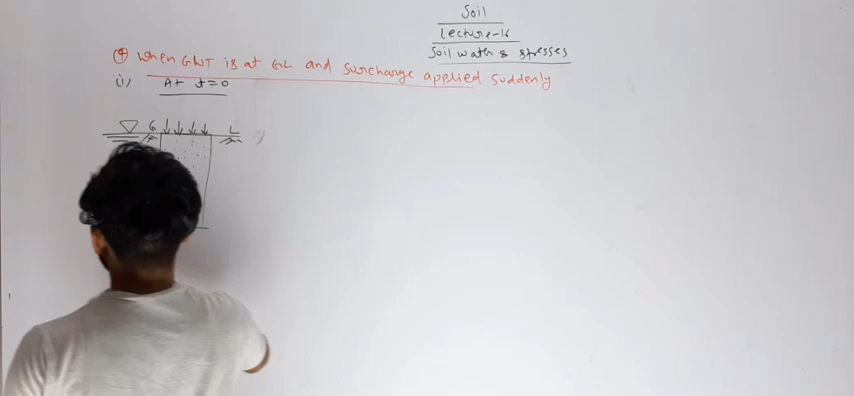 Soil
Lecture-16
Soil water & stresses
④ When GWT is at GL and surcharge applied suddenly
(i) At t=0
G L